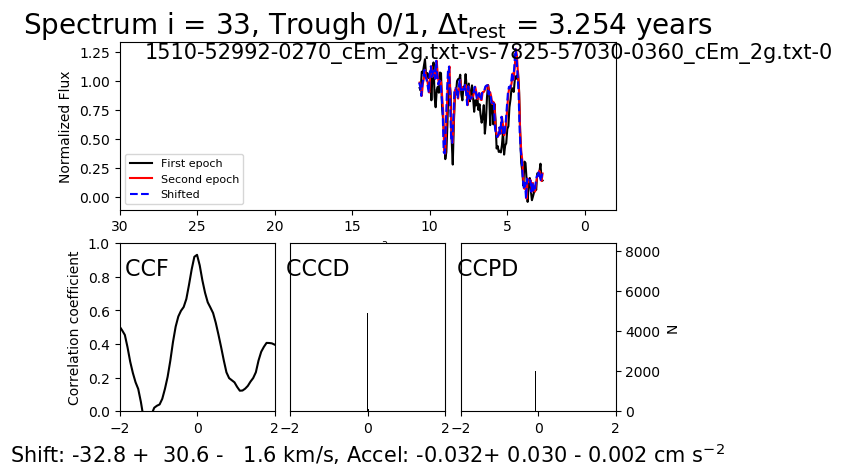 Spectrum i = 33, Trough 0/1, Δt_rest = 3.254 years
1510-52992-0270_cEm_2g.txt-vs-7825-57030-0360_cEm_2g.txt-0
Normalized Flux
1.25
1.00
0.75
0.50
0.25
0.00
First epoch
Second epoch
Shifted
30 25 20 15 10 5 0
Correlation coefficient
1.0
0.8
0.6
0.4
0.2
0.0
CCF
CCCD
CCPD
8000
6000
4000
2000
0
N
−2 0 2
−2 0 2
−2 0 2
Shift: -32.8 + 30.6 - 1.6 km/s, Accel: -0.032+ 0.030 - 0.002 cm s⁻²